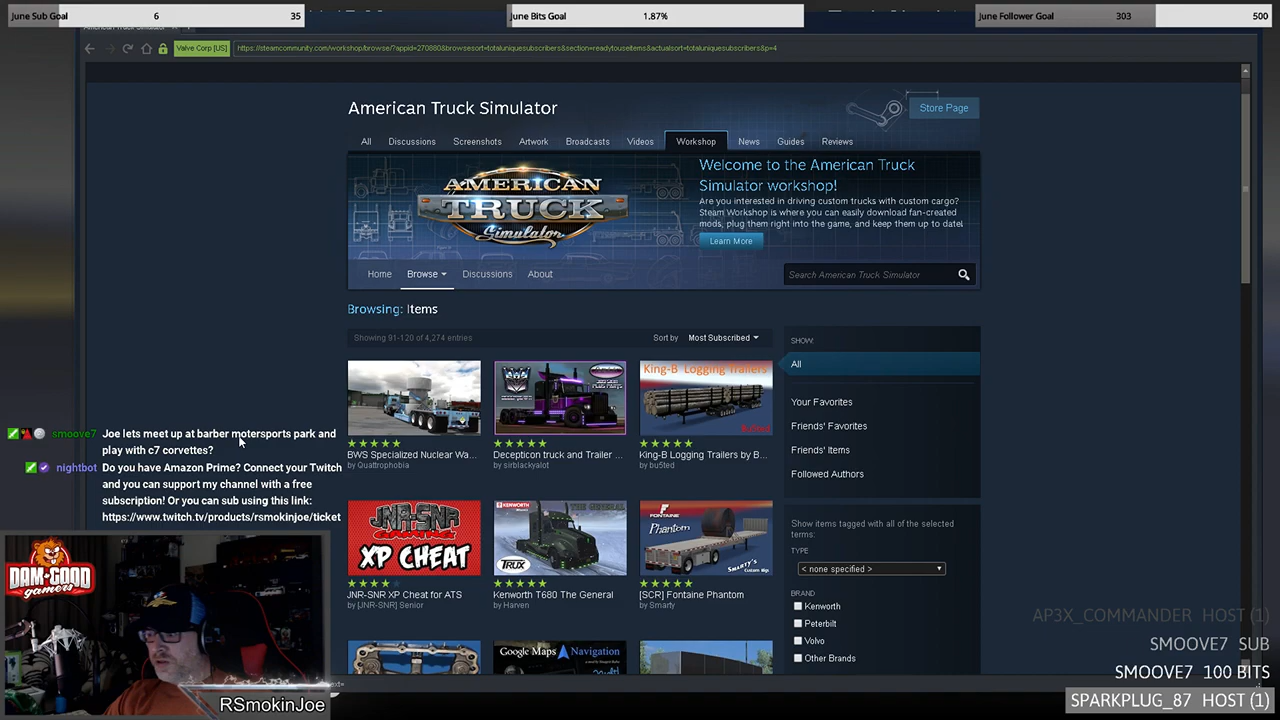 June Sub Goal 6 35
June Bits Goal 1.87%
June Follower Goal 303 500
Valve Corp [US] https://steamcommunity.com/workshop/browse/?appid=270880&browsesort=totaluniquesubscribers&section=readytouseitems&actualsort=totaluniquesubscribers&p=4
American Truck Simulator
Store Page
All Discussions Screenshots Artwork Broadcasts Videos Workshop News Guides Reviews
AMERICAN
TRUCK
Simulator
Welcome to the American Truck
Simulator workshop!
Are you interested in driving custom trucks with custom cargo?
Steam Workshop is where you can easily download fan-created
mods, plug them right into the game, and keep them up to date!
Learn More
Home Browse Discussions About
Search American Truck Simulator
Browsing: Items
Showing 91-120 of 4,274 entries
Sort by Most Subscribed
King-B Logging Trailers
Bu5ted
BWS Specialized Nuclear Wa...
by Quattrophobia
Decepticon truck and Trailer ...
by sirblackyalot
King-B Logging Trailers by B...
by bu5ted
JNR-SNR
XP CHEAT
KENWORTH
THE GENERAL
TRUX
FONTAINE
Phantom
SMARTY'S
JNR-SNR XP Cheat for ATS
by [JNR-SNR] Senior
Kenworth T680 The General
by Harven
[SCR] Fontaine Phantom
by Smarty
Google Maps Navigation
SHOW:
All
Your Favorites
Friends' Favorites
Friends' Items
Followed Authors
Show items tagged with all of the selected
terms:
TYPE
< none specified >
BRAND
Kenworth
Peterbilt
Volvo
Other Brands
smoove7 Joe lets meet up at barber motersports park and
play with c7 corvettes?
nightbot Do you have Amazon Prime? Connect your Twitch
and you can support my channel with a free
subscription! Or you can sub using this link:
https://www.twitch.tv/products/rsmokinjoe/ticket
DAM-GOOD
gamers
RSmokinJoe
AP3X_COMMANDER HOST (1)
SMOOVE7 SUB
SMOOVE7 100 BITS
SPARKPLUG_87 HOST (1)